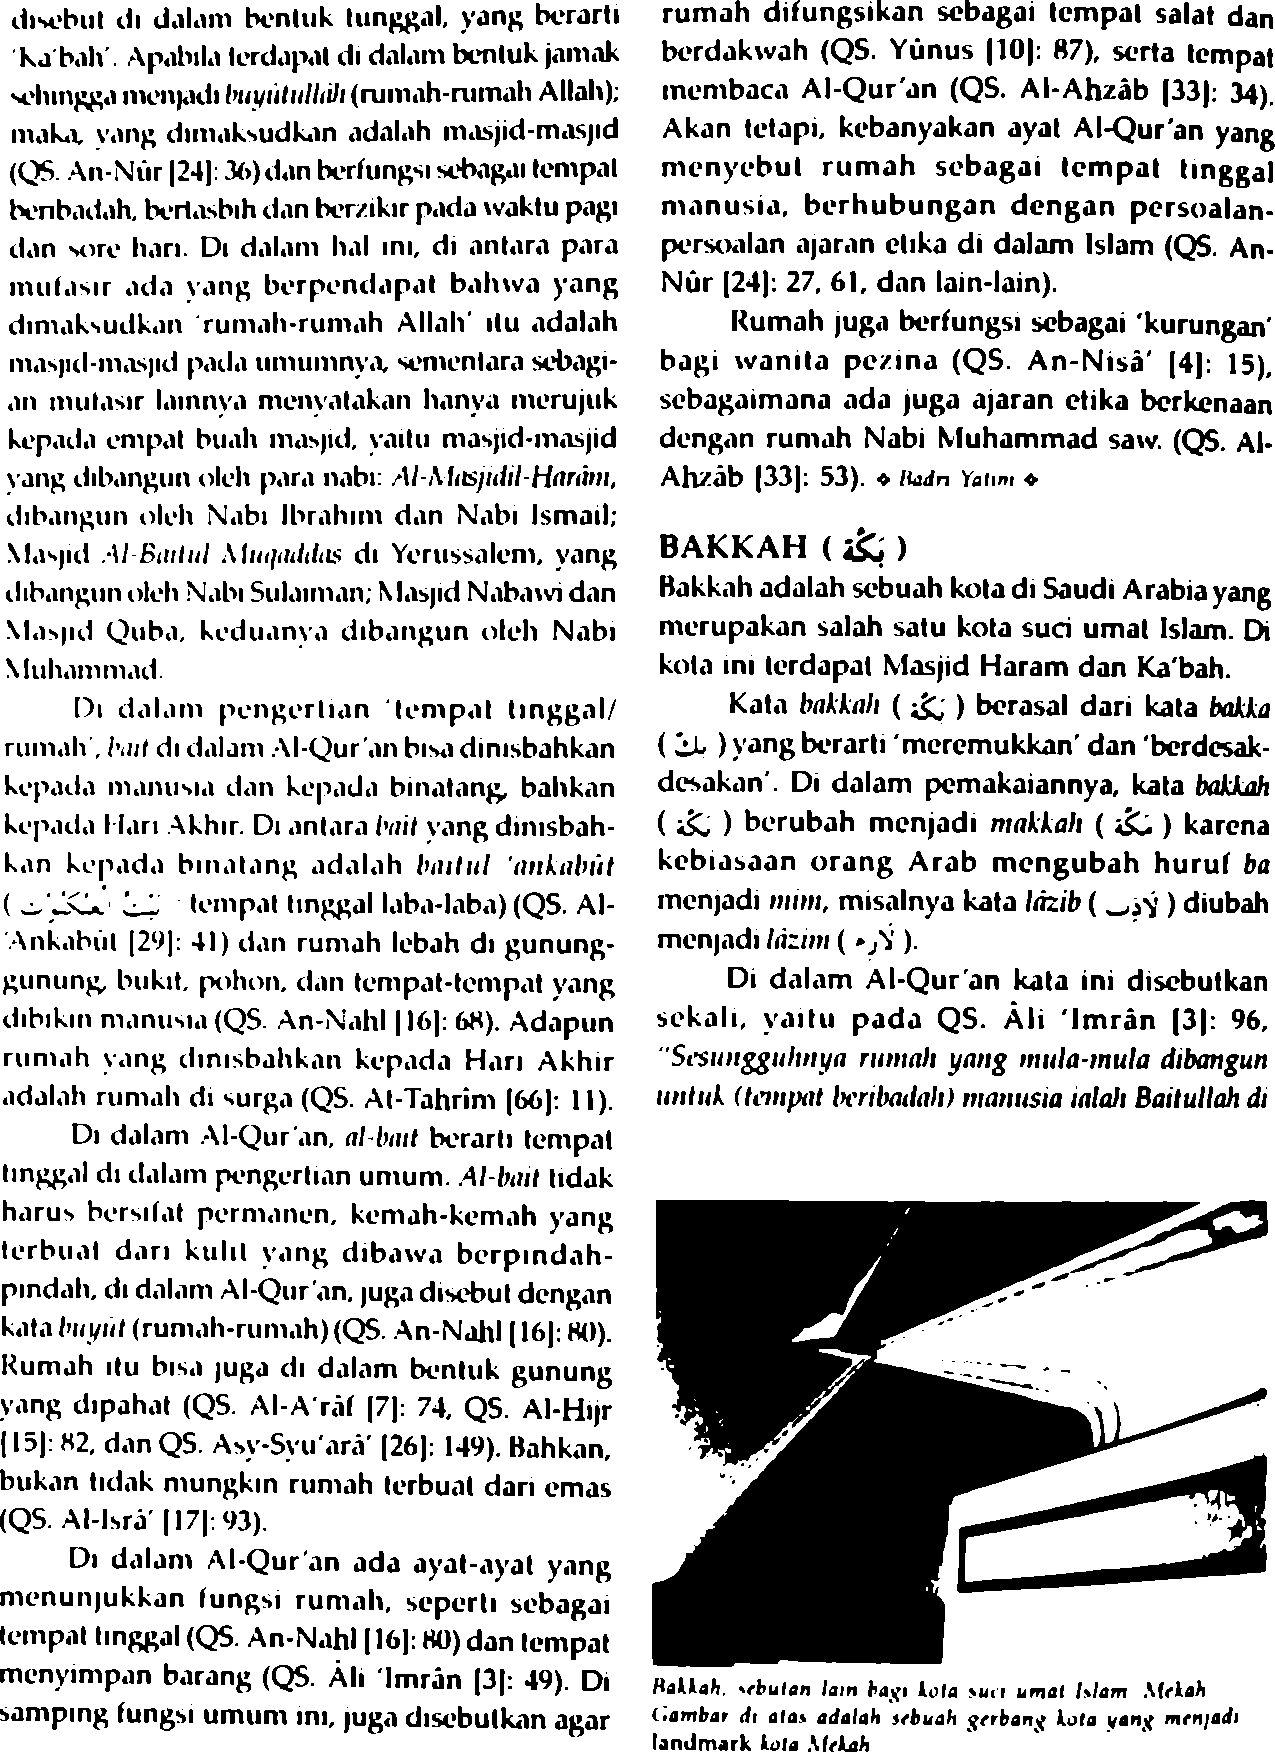 disebut di dalam bentuk tunggal, yang berarti
'ka'bah'. Apabila terdapat di dalam bentuk jamak
sehingga menjadi buyûtullâh (rumah-rumah Allah);
maka, yang dimaksudkan adalah masjid-masjid
(QS. An-Nûr [24]: 36) dan berfungsi sebagai tempat
beribadah, bertasbih dan berzikir pada waktu pagi
dan sore hari. Di dalam hal ini, di antara para
mufasir ada yang berpendapat bahwa yang
dimaksudkan 'rumah-rumah Allah' itu adalah
masjid-masjid pada umumnya, sementara sebagi-
an mufasir lainnya menyatakan hanya merujuk
kepada empat buah masjid, yaitu masjid-masjid
yang dibangun oleh para nabi: Al-Masjidil-Harâm,
dibangun oleh Nabi Ibrahim dan Nabi Ismail;
Masjid Al-Baitul Muqaddas di Yerussalem, yang
dibangun oleh Nabi Sulaiman; Masjid Nabawi dan
Masjid Quba, keduanya dibangun oleh Nabi
Muhammad.
Di dalam pengertian 'tempat tinggal/
rumah', bait di dalam Al-Qur'an bisa dinisbahkan
kepada manusia dan kepada binatang, bahkan
kepada Hari Akhir. Di antara bait yang dinisbah-
kan kepada binatang adalah baitul 'ankabût
( tempat tinggal laba-laba) (QS. Al-
'Ankabût [29]: 41) dan rumah lebah di gunung-
gunung, bukit, pohon, dan tempat-tempat yang
dibikin manusia (QS. An-Nahl [16]: 68). Adapun
rumah yang dinisbahkan kepada Hari Akhir
adalah rumah di surga (QS. At-Tahrîm [66]: 11).
Di dalam Al-Qur'an, al-bait berarti tempat
tinggal di dalam pengertian umum. Al-bait tidak
harus bersifat permanen, kemah-kemah yang
terbuat dari kulit yang dibawa berpindah-
pindah, di dalam Al-Qur'an, juga disebut dengan
kata buyût (rumah-rumah) (QS. An-Nahl [16]: 80).
Rumah itu bisa juga di dalam bentuk gunung
yang dipahat (QS. Al-A'râf [7]: 74, QS. Al-Hijr
[15]: 82, dan QS. Asy-Syu'arâ' [26]: 149). Bahkan,
bukan tidak mungkin rumah terbuat dari emas
(QS. Al-Isrâ' [17]: 93).
Di dalam Al-Qur'an ada ayat-ayat yang
menunjukkan fungsi rumah, seperti sebagai
tempat tinggal (QS. An-Nahl [16]: 80) dan tempat
menyimpan barang (QS. Âli 'Imrân [3]: 49). Di
samping fungsi umum ini, juga disebutkan agar
rumah difungsikan sebagai tempat salat dan
berdakwah (QS. Yûnus [10]: 87), serta tempat
membaca Al-Qur'an (QS. Al-Ahzâb [33]: 34).
Akan tetapi, kebanyakan ayat Al-Qur'an yang
menyebut rumah sebagai tempat tinggal
manusia, berhubungan dengan persoalan-
persoalan ajaran etika di dalam Islam (QS. An-
Nûr [24]: 27, 61, dan lain-lain).
Rumah juga berfungsi sebagai 'kurungan'
bagi wanita pezina (QS. An-Nisâ' [4]: 15),
sebagaimana ada juga ajaran etika berkenaan
dengan rumah Nabi Muhammad saw. (QS. Al-
Ahzâb [33]: 53). ❖ Badri Yatim ❖
BAKKAH ( بَكَّة )
Bakkah adalah sebuah kota di Saudi Arabia yang
merupakan salah satu kota suci umat Islam. Di
kota ini terdapat Masjid Haram dan Ka'bah.
Kata bakkah ( بَكَّة ) berasal dari kata bakka
( بَكَّ ) yang berarti 'meremukkan' dan 'berdesak-
desakan'. Di dalam pemakaiannya, kata bakkah
( بَكَّة ) berubah menjadi makkah ( مَكَّة ) karena
kebiasaan orang Arab mengubah huruf ba
menjadi mim, misalnya kata lâzib ( لَازِب ) diubah
menjadi lâzim ( لَازِم ).
Di dalam Al-Qur'an kata ini disebutkan
sekali, yaitu pada QS. Âli 'Imrân [3]: 96,
"Sesungguhnya rumah yang mula-mula dibangun
untuk (tempat beribadah) manusia ialah Baitullah di
Bakkah, sebutan lain bagi kota suci umat Islam Mekah
Gambar di atas adalah sebuah gerbang kota yang menjadi
landmark kota Mekah